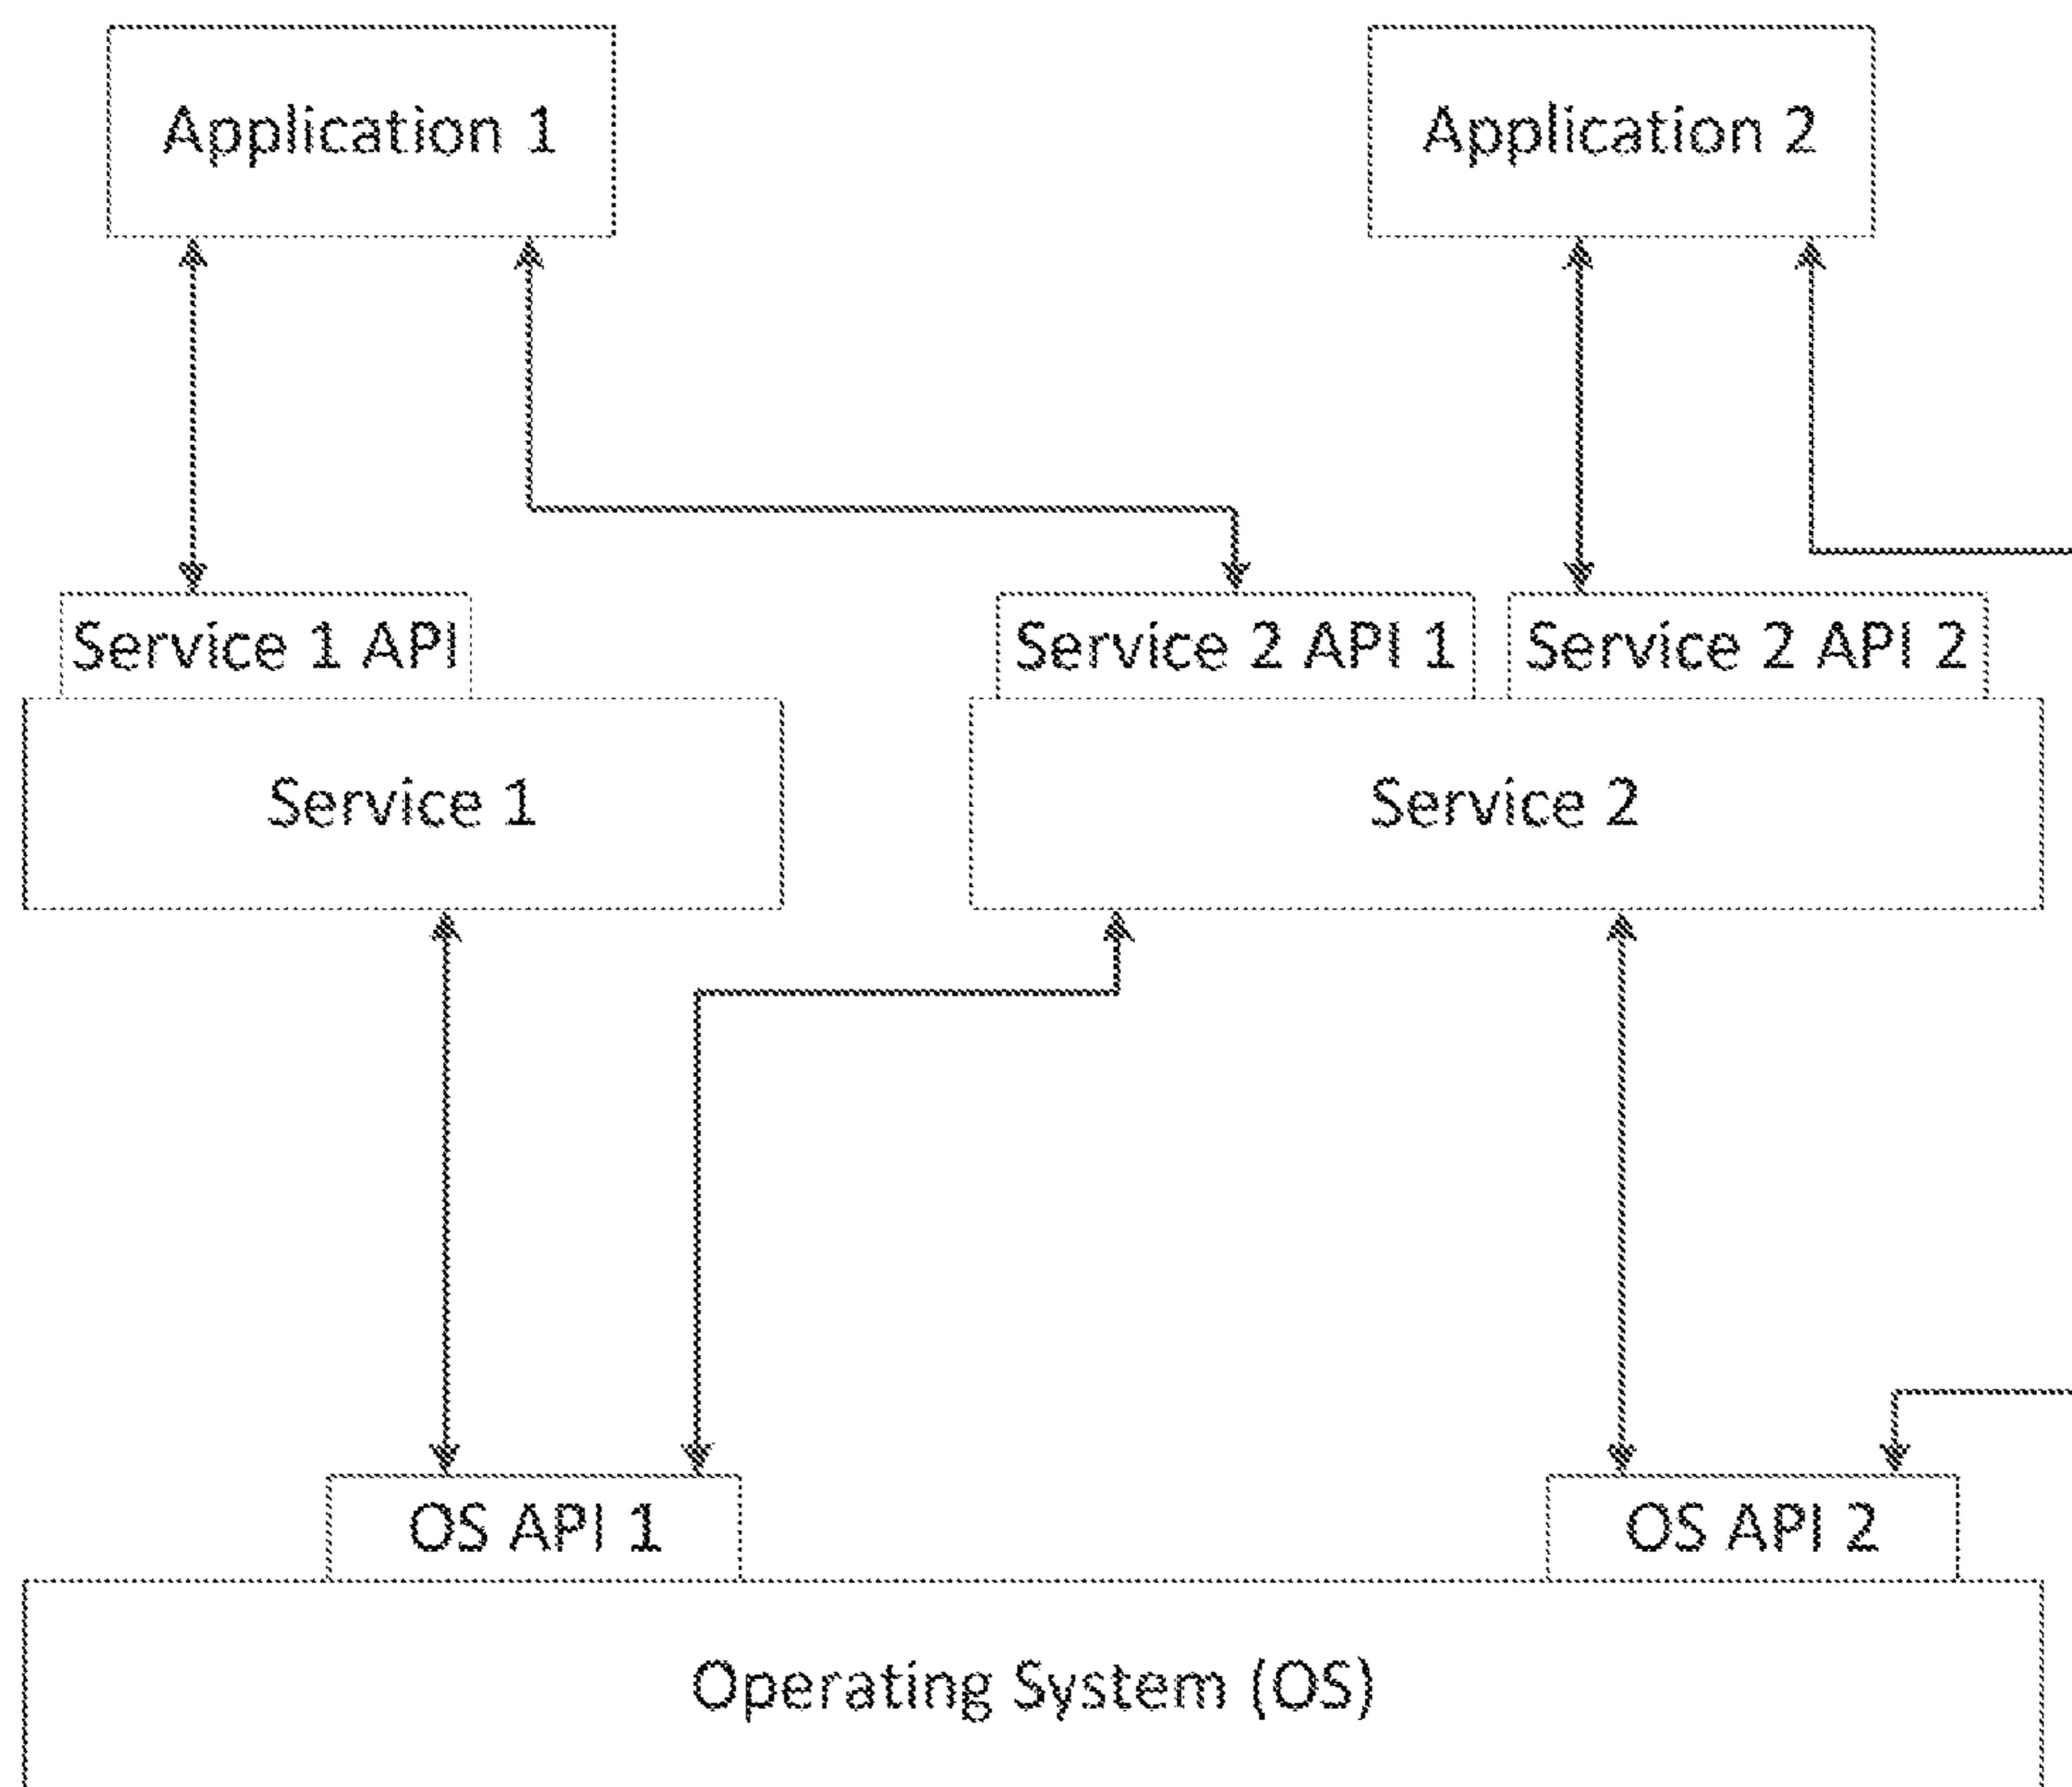 Application 1
Application 2
Service 1 API
Service 2 API 1
Service 2 API 2
Service 1
Service 2
OS API 1
OS API 2
Operating System (OS)